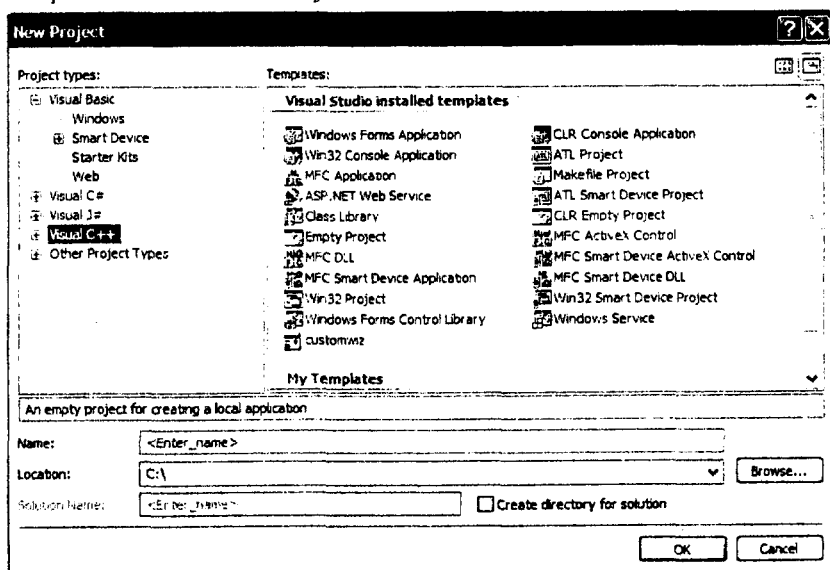 New Project
Project types:
Templates:
Visual Basic
Windows
Smart Device
Starter Kits
Web
Visual C#
Visual J#
Visual C++
Other Project Types
Visual Studio installed templates
Windows Forms Application
CLR Console Application
Win32 Console Application
ATL Project
MFC Application
Makefile Project
ASP.NET Web Service
ATL Smart Device Project
Class Library
CLR Empty Project
Empty Project
MFC ActiveX Control
MFC DLL
MFC Smart Device ActiveX Control
MFC Smart Device Application
MFC Smart Device DLL
Win32 Project
Win32 Smart Device Project
Windows Forms Control Library
Windows Service
customwiz
My Templates
An empty project for creating a local application
Name:
<Enter_name>
Location:
C:\
Browse...
Solution Name:
<Enter_name>
Create directory for solution
OK
Cancel